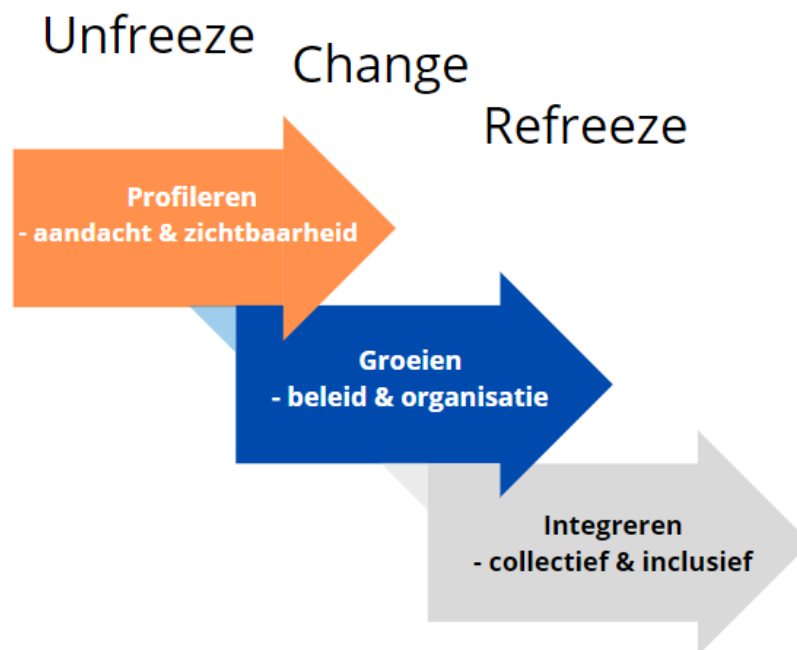 Unfreeze
Change
Refreeze
Profileren
- aandacht & zichtbaarheid
Groeien
- beleid & organisatie
Integreren
- collectief & inclusief